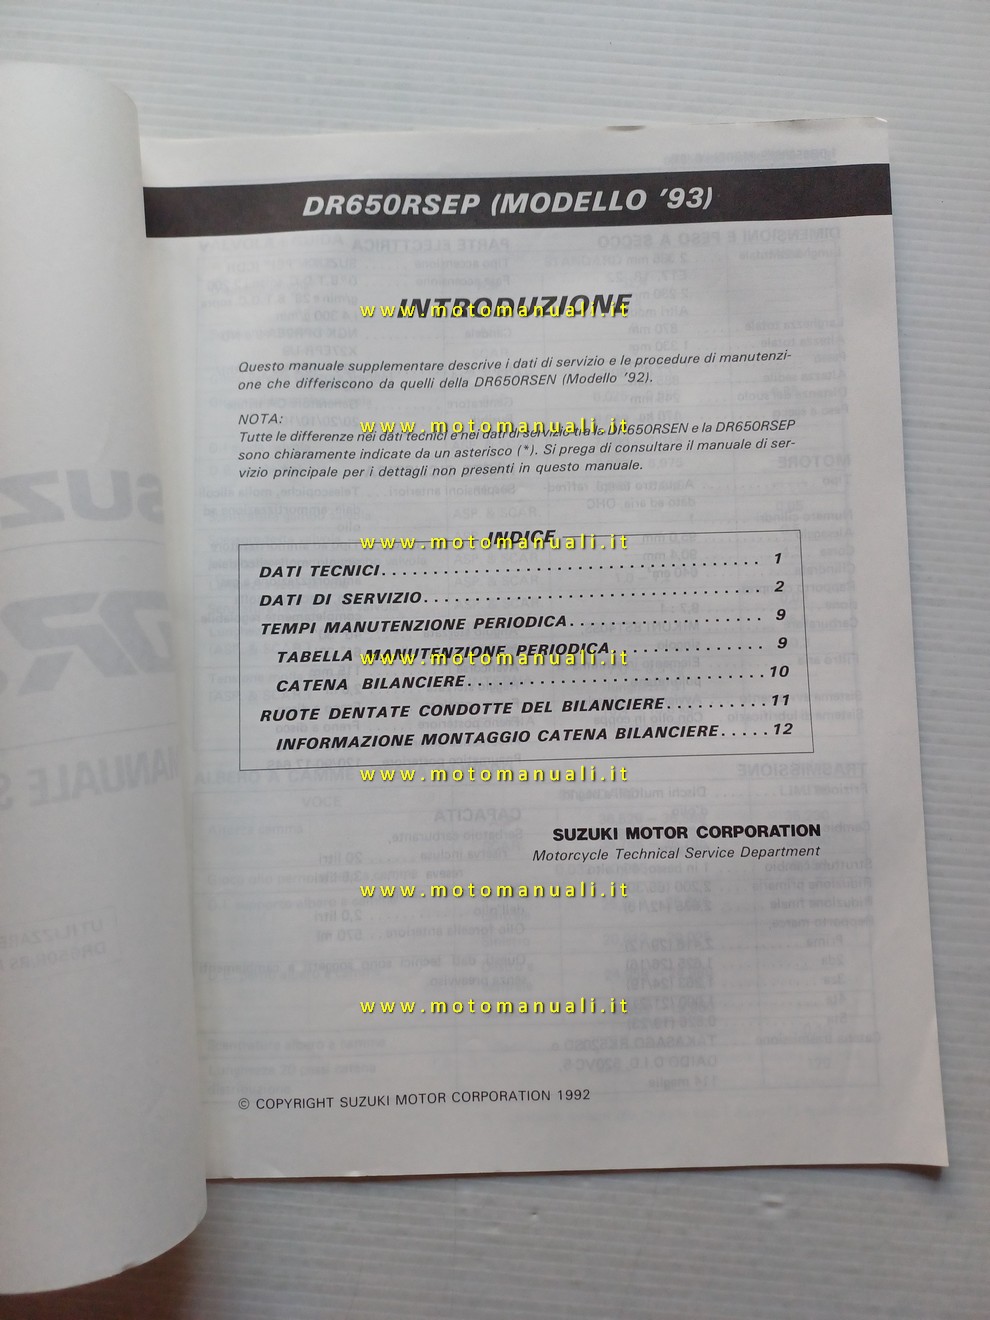 DR650RSEP (MODELLO '93)
INTRODUZIONE
www.motomanuali.it
Questo manuale supplementare descrive i dati di servizio e le procedure di manutenzi-
one che differiscono da quelli della DR650RSEN (Modello '92).
NOTA:
www.motomanuali.it
Tutte le differenze nei dati tecnici e nei dati di servizio tra la DR650RSEN e la DR650RSEP
sono chiaramente indicate da un asterisco (*). Si prega di consultare il manuale di ser-
vizio principale per i dettagli non presenti in questo manuale.
INDICE
www.motomanuali.it
DATI TECNICI. . . . . . . . . . . . . . . . . . . . . . . . . . . . . . . . . . . . . 1
DATI DI SERVIZIO. . . . . . . . . . . . . . . . . . . . . . . . . . . . . . . . . 2
TEMPI MANUTENZIONE PERIODICA. . . . . . . . . . . . . . . . . . . 9
TABELLA MANUTENZIONE PERIODICA. . . . . . . . . . . . . . . 9
www.motomanuali.it
CATENA BILANCIERE. . . . . . . . . . . . . . . . . . . . . . . . . . . . . 10
RUOTE DENTATE CONDOTTE DEL BILANCIERE. . . . . . . . . . 11
INFORMAZIONE MONTAGGIO CATENA BILANCIERE. . . . . 12
www.motomanuali.it
SUZUKI MOTOR CORPORATION
Motorcycle Technical Service Department
www.motomanuali.it
www.motomanuali.it
© COPYRIGHT SUZUKI MOTOR CORPORATION 1992